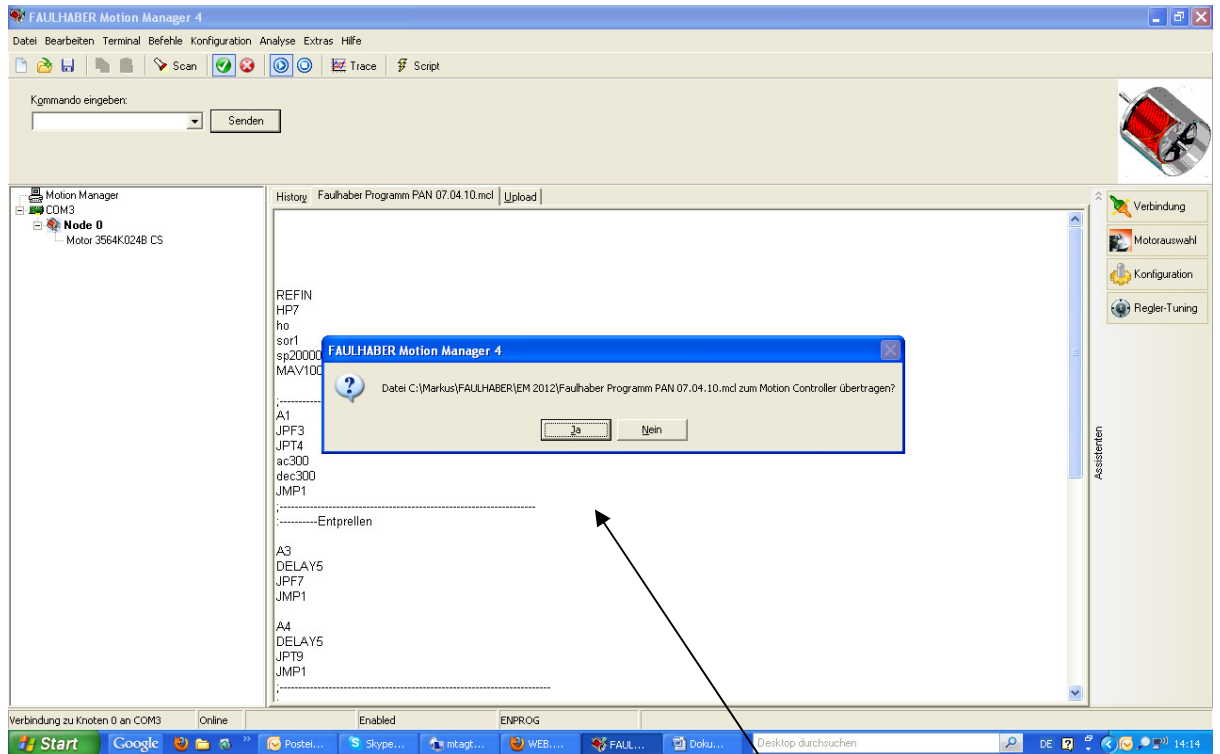 FAULHABER Motion Manager 4
Datei Bearbeiten Terminal Befehle Konfiguration Analyse Extras Hilfe
Scan Trace Script
Kommando eingeben:
Senden
Motion Manager
COM3
Node 0
Motor 3564K024B CS
History Faulhaber Programm PAN 07.04.10.mcl Upload
REFIN
HP7
ho
sor1
sp20000
MAV100
;----------
A1
JPF3
JPT4
ac300
dec300
JMP1
;---------------------------------------------------------------
;----------Entprellen
A3
DELAY5
JPF7
JMP1
A4
DELAY5
JPT9
JMP1
;------------------------------------------------------------------
FAULHABER Motion Manager 4
Datei C:\Markus\FAULHABER\EM 2012\Faulhaber Programm PAN 07.04.10.mcl zum Motion Controller übertragen?
Ja Nein
Verbindung
Motorauswahl
Konfiguration
Regler-Tuning
Assistenten
Verbindung zu Knoten 0 an COM3 Online Enabled ENPROG
Start Google Postei... Skype... mtagt... WEB.... FAUL... Doku... Desktop durchsuchen DE 14:14